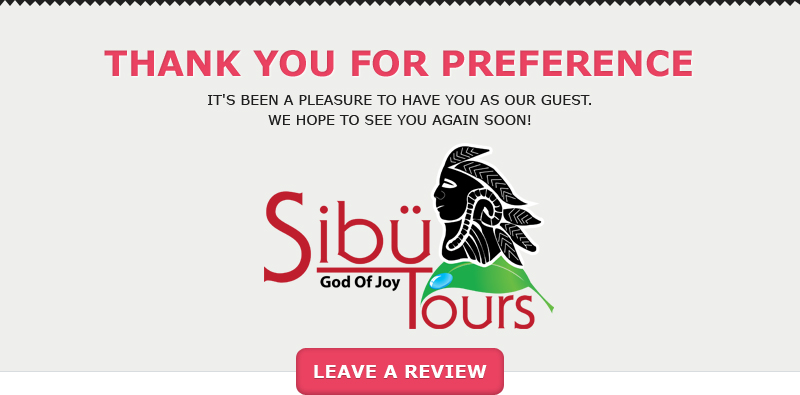 THANK YOU FOR PREFERENCE
IT'S BEEN A PLEASURE TO HAVE YOU AS OUR GUEST.
WE HOPE TO SEE YOU AGAIN SOON!
Sibü
God Of Joy
Tours
LEAVE A REVIEW